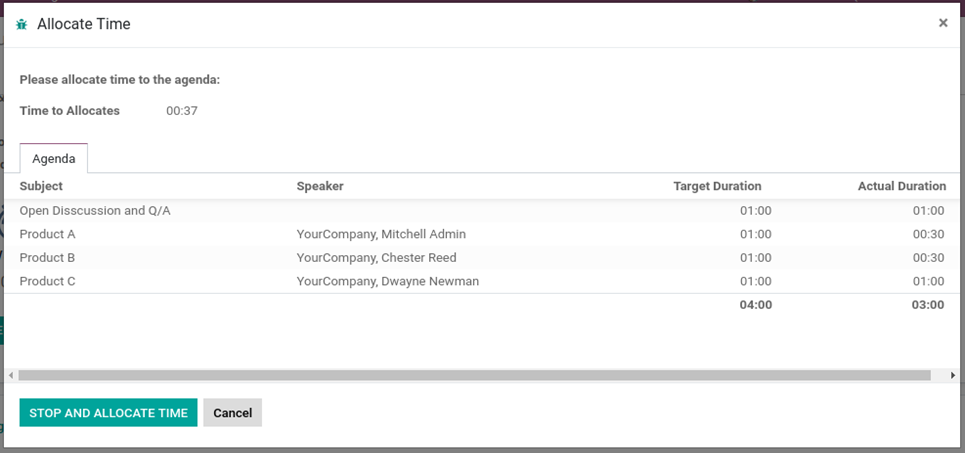 Allocate Time ×
Please allocate time to the agenda:
Time to Allocates 00:37
Agenda
Subject Speaker Target Duration Actual Duration
Open Disscussion and Q/A 01:00 01:00
Product A YourCompany, Mitchell Admin 01:00 00:30
Product B YourCompany, Chester Reed 01:00 00:30
Product C YourCompany, Dwayne Newman 01:00 01:00
04:00 03:00
STOP AND ALLOCATE TIME Cancel